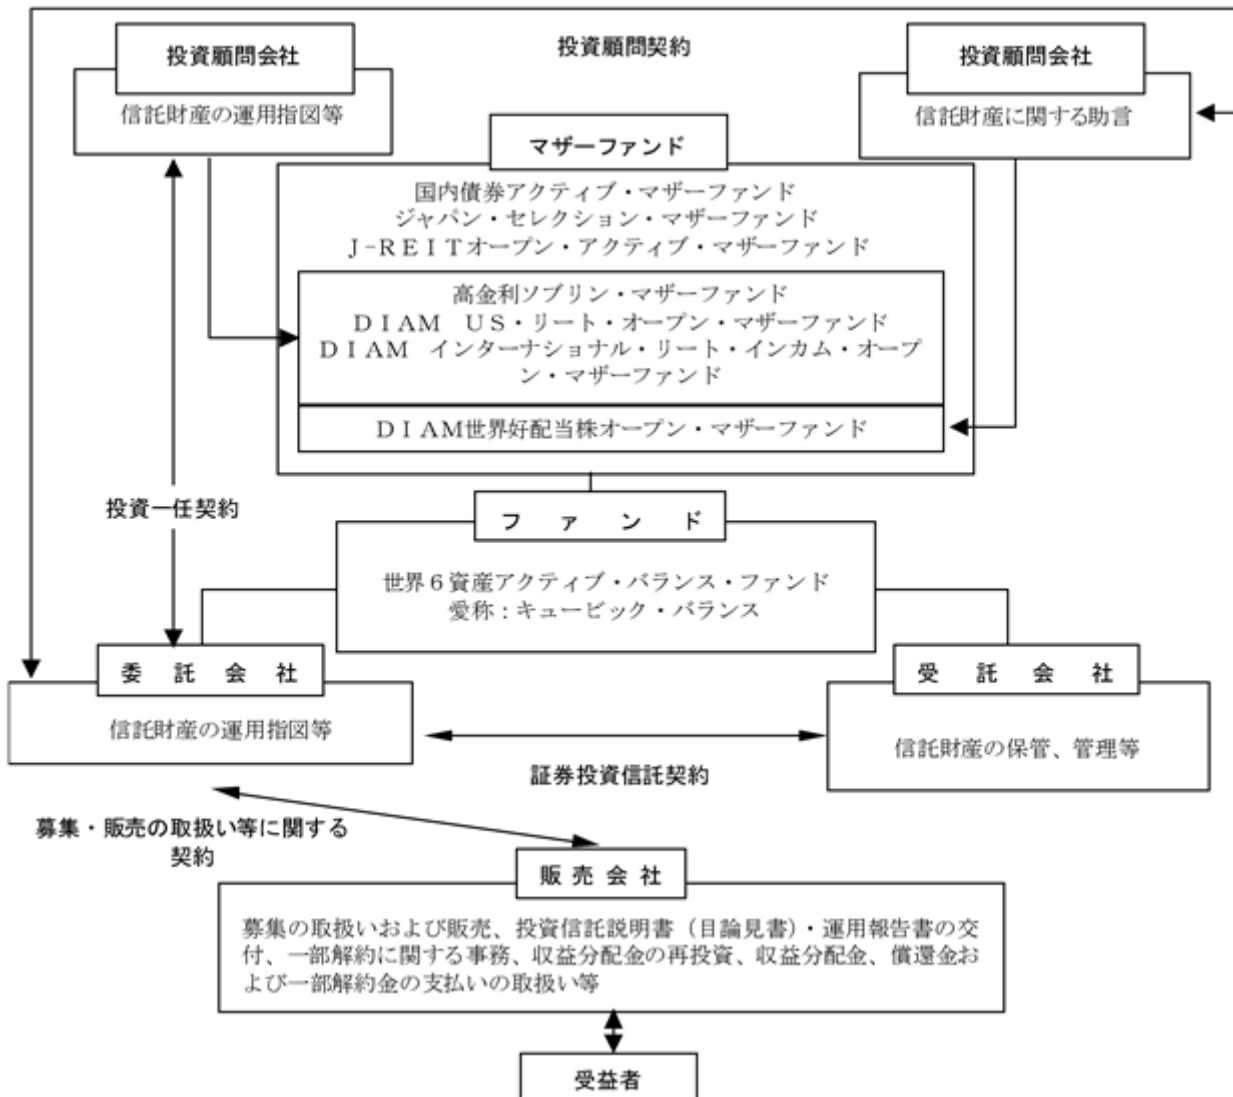 投資顧問契約
投資顧問会社
信託財産の運用指図等
投資顧問会社
信託財産に関する助言
マザーファンド
国内債券アクティブ・マザーファンド
ジャパン・セレクション・マザーファンド
J-REITオープン・アクティブ・マザーファンド
高金利ソブリン・マザーファンド
DIAM US・リート・オープン・マザーファンド
DIAM インターナショナル・リート・インカム・オープ
ン・マザーファンド
DIAM世界好配当株オープン・マザーファンド
投資一任契約
ファンド
世界6資産アクティブ・バランス・ファンド
愛称:キュービック・バランス
委託会社
信託財産の運用指図等
受託会社
信託財産の保管、管理等
証券投資信託契約
募集・販売の取扱い等に関する
契約
販売会社
募集の取扱いおよび販売、投資信託説明書(目論見書)・運用報告書の交
付、一部解約に関する事務、収益分配金の再投資、収益分配金、償還金お
よび一部解約金の支払いの取扱い等
受益者